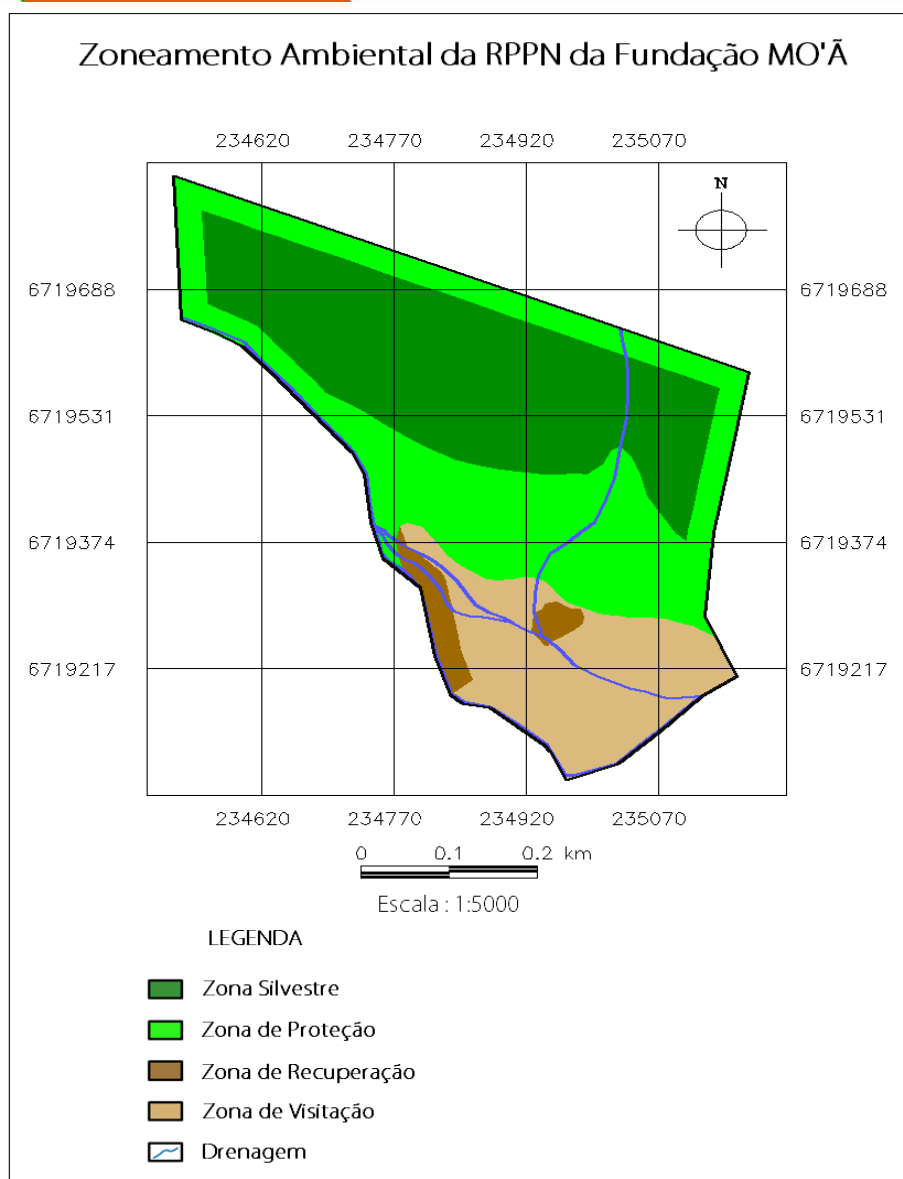 Zoneamento Ambiental da RPPN da Fundação MO'Ã
234620 234770 234920 235070
N
6719688 6719688
6719531 6719531
6719374 6719374
6719217 6719217
234620 234770 234920 235070
0 0.1 0.2 km
Escala : 1:5000
LEGENDA
Zona Silvestre
Zona de Proteção
Zona de Recuperação
Zona de Visitação
Drenagem